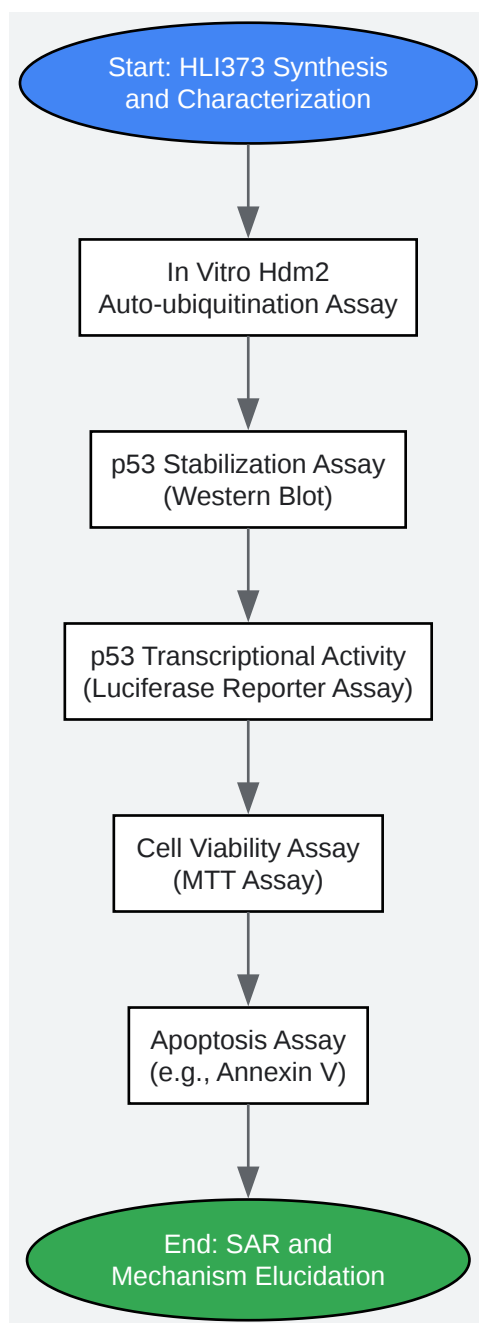 Start: HLI373 Synthesis
and Characterization
In Vitro Hdm2
Auto-ubiquitination Assay
p53 Stabilization Assay
(Western Blot)
p53 Transcriptional Activity
(Luciferase Reporter Assay)
Cell Viability Assay
(MTT Assay)
Apoptosis Assay
(e.g., Annexin V)
End: SAR and
Mechanism Elucidation